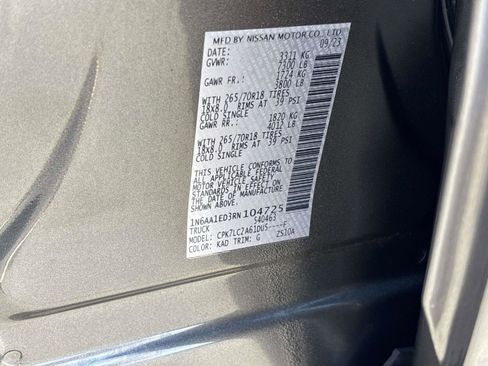 MFD BY NISSAN MOTOR CO., LTD.
DATE: 09/23
GVWR: 3311 KG
7300 LB
GAWR FR.: 1724 KG
3800 LB
WITH 265/70R18 TIRES
18X8.0 RIMS AT 39 PSI
COLD SINGLE
GAWR RR.: 1820 KG
4012 LB
WITH 265/70R18 TIRES
18X8.0 RIMS AT 39 PSI
COLD SINGLE
THIS VEHICLE CONFORMS TO
ALL APPLICABLE FEDERAL
MOTOR VEHICLE SAFETY
STANDARDS IN EFFECT ON
THE DATE OF MANUFACTURE
SHOWN ABOVE.
1N6AA1ED3RN104725
TRUCK 540463
MODEL: CPK7LC2A61DU5----F
COLOR: KAD TRIM: G ZS10A